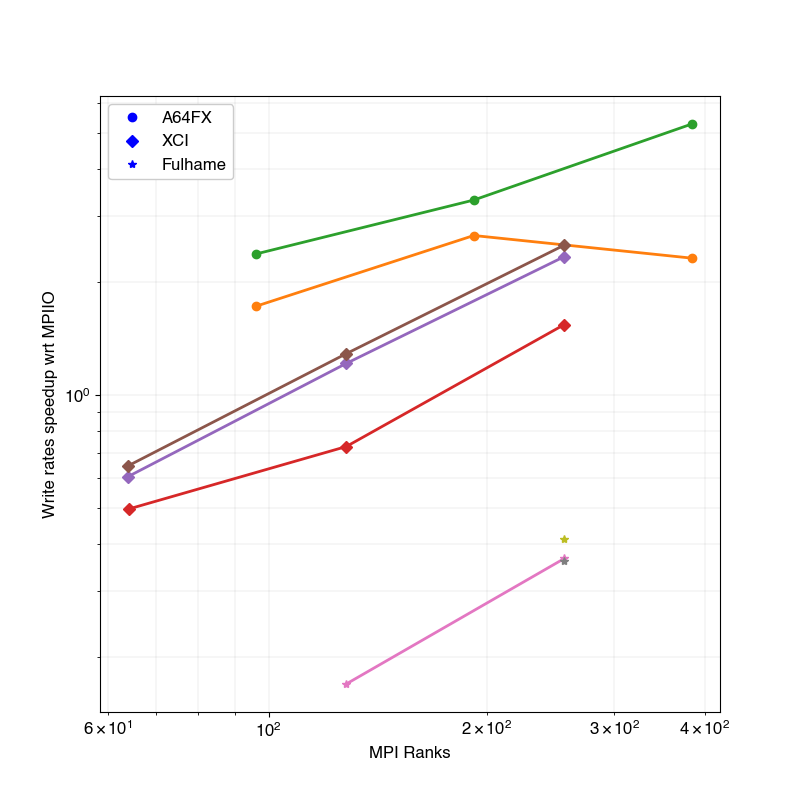 A64FX
XCI
Fulhame
Write rates speedup wrt MPIIO
10⁰
6 × 10¹
10²
2 × 10²
3 × 10²
4 × 10²
MPI Ranks